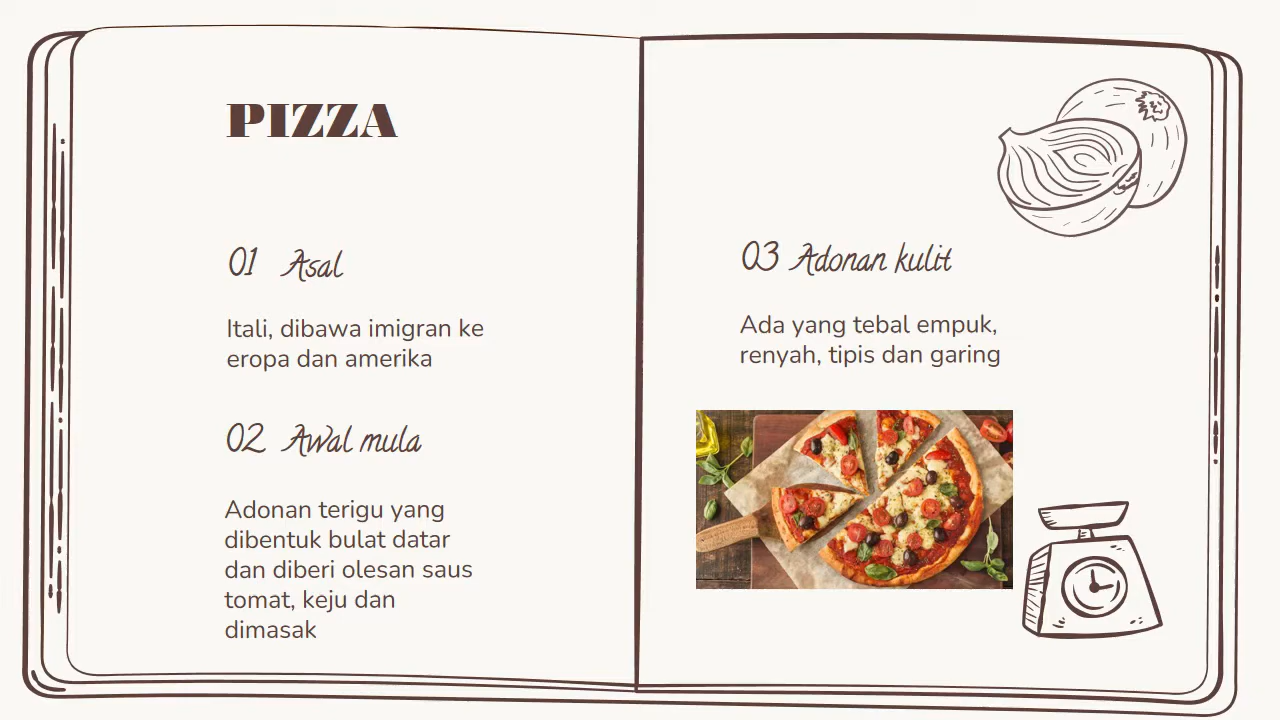 PIZZA
01 Asal
Itali, dibawa imigran ke
eropa dan amerika
02 Awal mula
Adonan terigu yang
dibentuk bulat datar
dan diberi olesan saus
tomat, keju dan
dimasak
03 Adonan kulit
Ada yang tebal empuk,
renyah, tipis dan garing